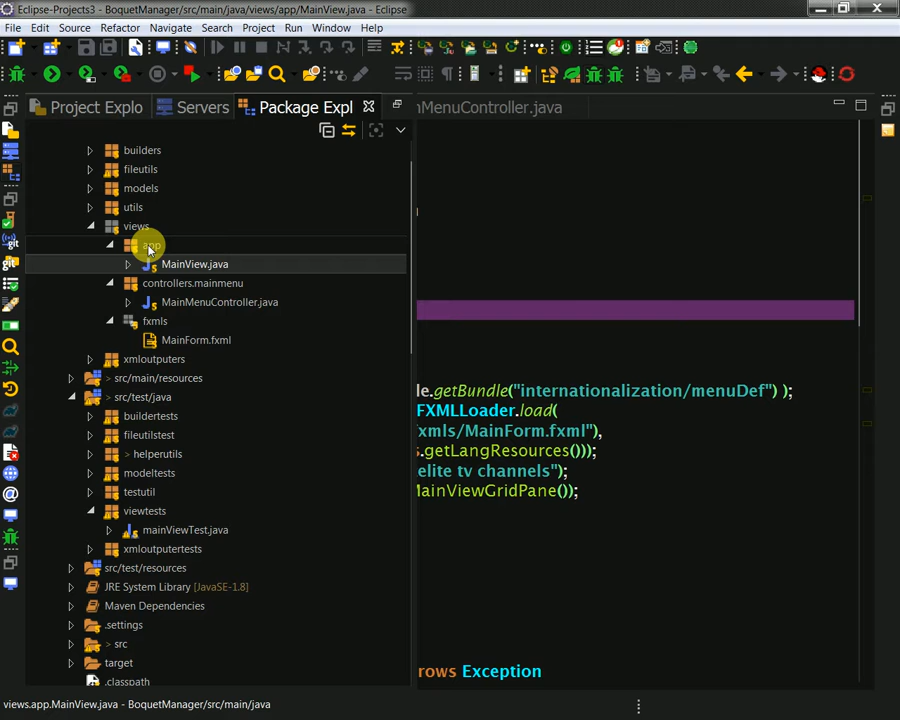 Eclipse-Projects3 - BoquetManager/src/main/java/views/app/MainView.java - Eclipse
File Edit Source Refactor Navigate Search Project Run Window Help
Project Explo Servers Package Expl nMenuController.java
builders
fileutils
models
utils
views
app
MainView.java
controllers.mainmenu
MainMenuController.java
fxmls
MainForm.fxml
xmloutputers
> src/main/resources
> src/test/java
buildertests
fileutilstest
> helperutils
modeltests
testutil
viewtests
mainViewTest.java
xmloutputertests
src/test/resources
JRE System Library [JavaSE-1.8]
Maven Dependencies
.settings
> src
target
.classpath
le.getBundle("internationalization/menuDef") );
FXMLLoader.load(
fxmls/MainForm.fxml"),
s.getLangResources()));
elite tv channels");
MainViewGridPane());
rows Exception
views.app.MainView.java - BoquetManager/src/main/java